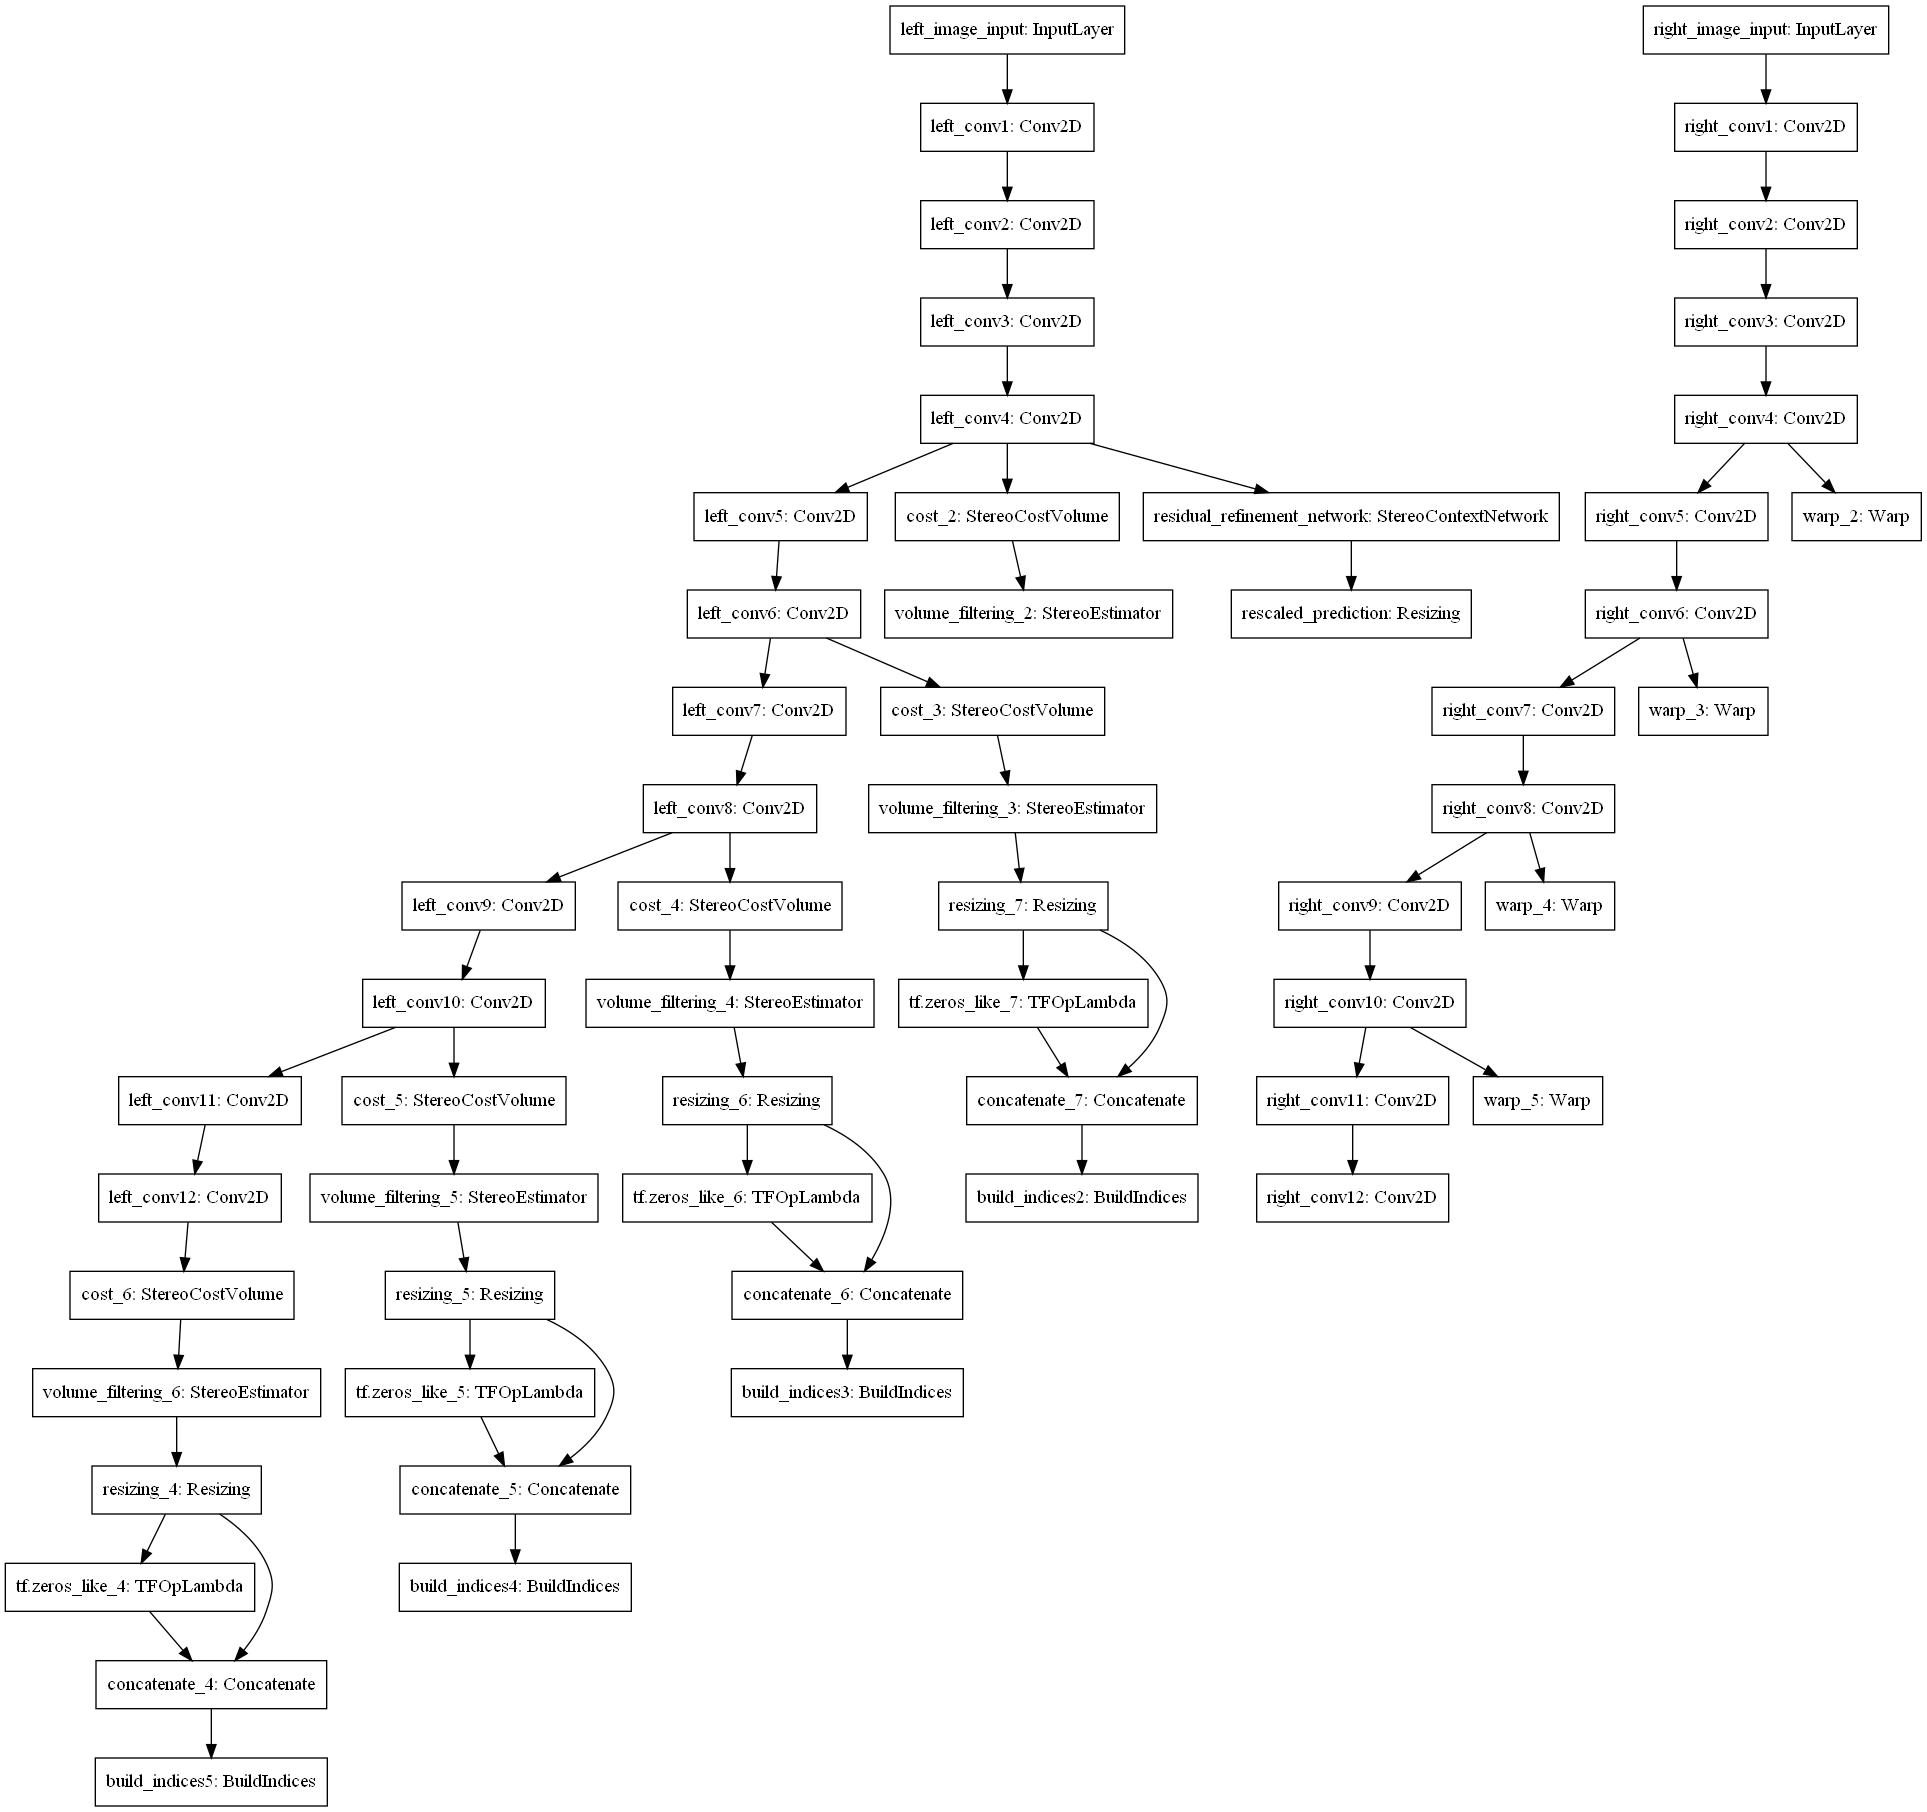 left_image_input: InputLayer
right_image_input: InputLayer
left_conv1: Conv2D
right_conv1: Conv2D
left_conv2: Conv2D
right_conv2: Conv2D
left_conv3: Conv2D
right_conv3: Conv2D
left_conv4: Conv2D
right_conv4: Conv2D
left_conv5: Conv2D
cost_2: StereoCostVolume
residual_refinement_network: StereoContextNetwork
right_conv5: Conv2D
warp_2: Warp
left_conv6: Conv2D
volume_filtering_2: StereoEstimator
rescaled_prediction: Resizing
right_conv6: Conv2D
left_conv7: Conv2D
cost_3: StereoCostVolume
right_conv7: Conv2D
warp_3: Warp
left_conv8: Conv2D
volume_filtering_3: StereoEstimator
right_conv8: Conv2D
left_conv9: Conv2D
cost_4: StereoCostVolume
resizing_7: Resizing
right_conv9: Conv2D
warp_4: Warp
left_conv10: Conv2D
volume_filtering_4: StereoEstimator
tf.zeros_like_7: TFOpLambda
right_conv10: Conv2D
left_conv11: Conv2D
cost_5: StereoCostVolume
resizing_6: Resizing
concatenate_7: Concatenate
right_conv11: Conv2D
warp_5: Warp
left_conv12: Conv2D
volume_filtering_5: StereoEstimator
tf.zeros_like_6: TFOpLambda
build_indices2: BuildIndices
right_conv12: Conv2D
cost_6: StereoCostVolume
resizing_5: Resizing
concatenate_6: Concatenate
volume_filtering_6: StereoEstimator
tf.zeros_like_5: TFOpLambda
build_indices3: BuildIndices
resizing_4: Resizing
concatenate_5: Concatenate
tf.zeros_like_4: TFOpLambda
build_indices4: BuildIndices
concatenate_4: Concatenate
build_indices5: BuildIndices